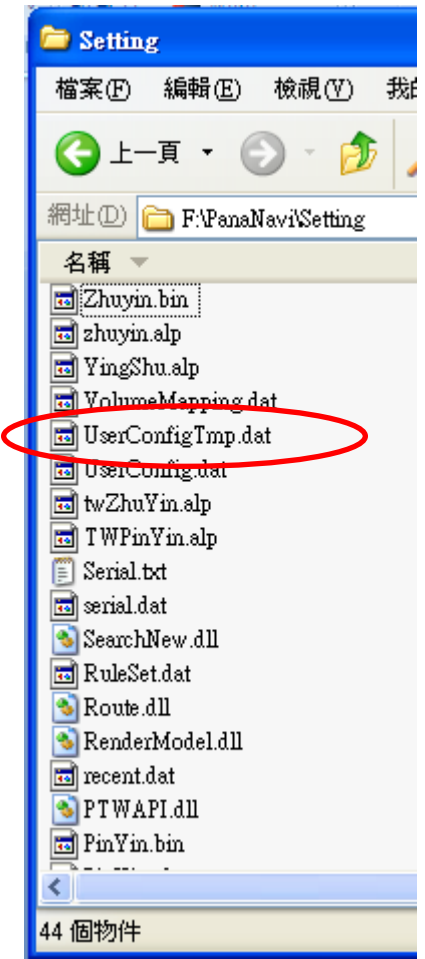 Setting
檔案(F) 編輯(E) 檢視(V) 我的
上一頁
網址(D) F:\PanaNavi\Setting
名稱
Zhuyin.bin
zhuyin.alp
YingShu.alp
VolumeMapping.dat
UserConfigTmp.dat
UserConfig.dat
twZhuYin.alp
TWPinYin.alp
Serial.txt
serial.dat
SearchNew.dll
RuleSet.dat
Route.dll
RenderModel.dll
recent.dat
PTWAPI.dll
PinYin.bin
44 個物件